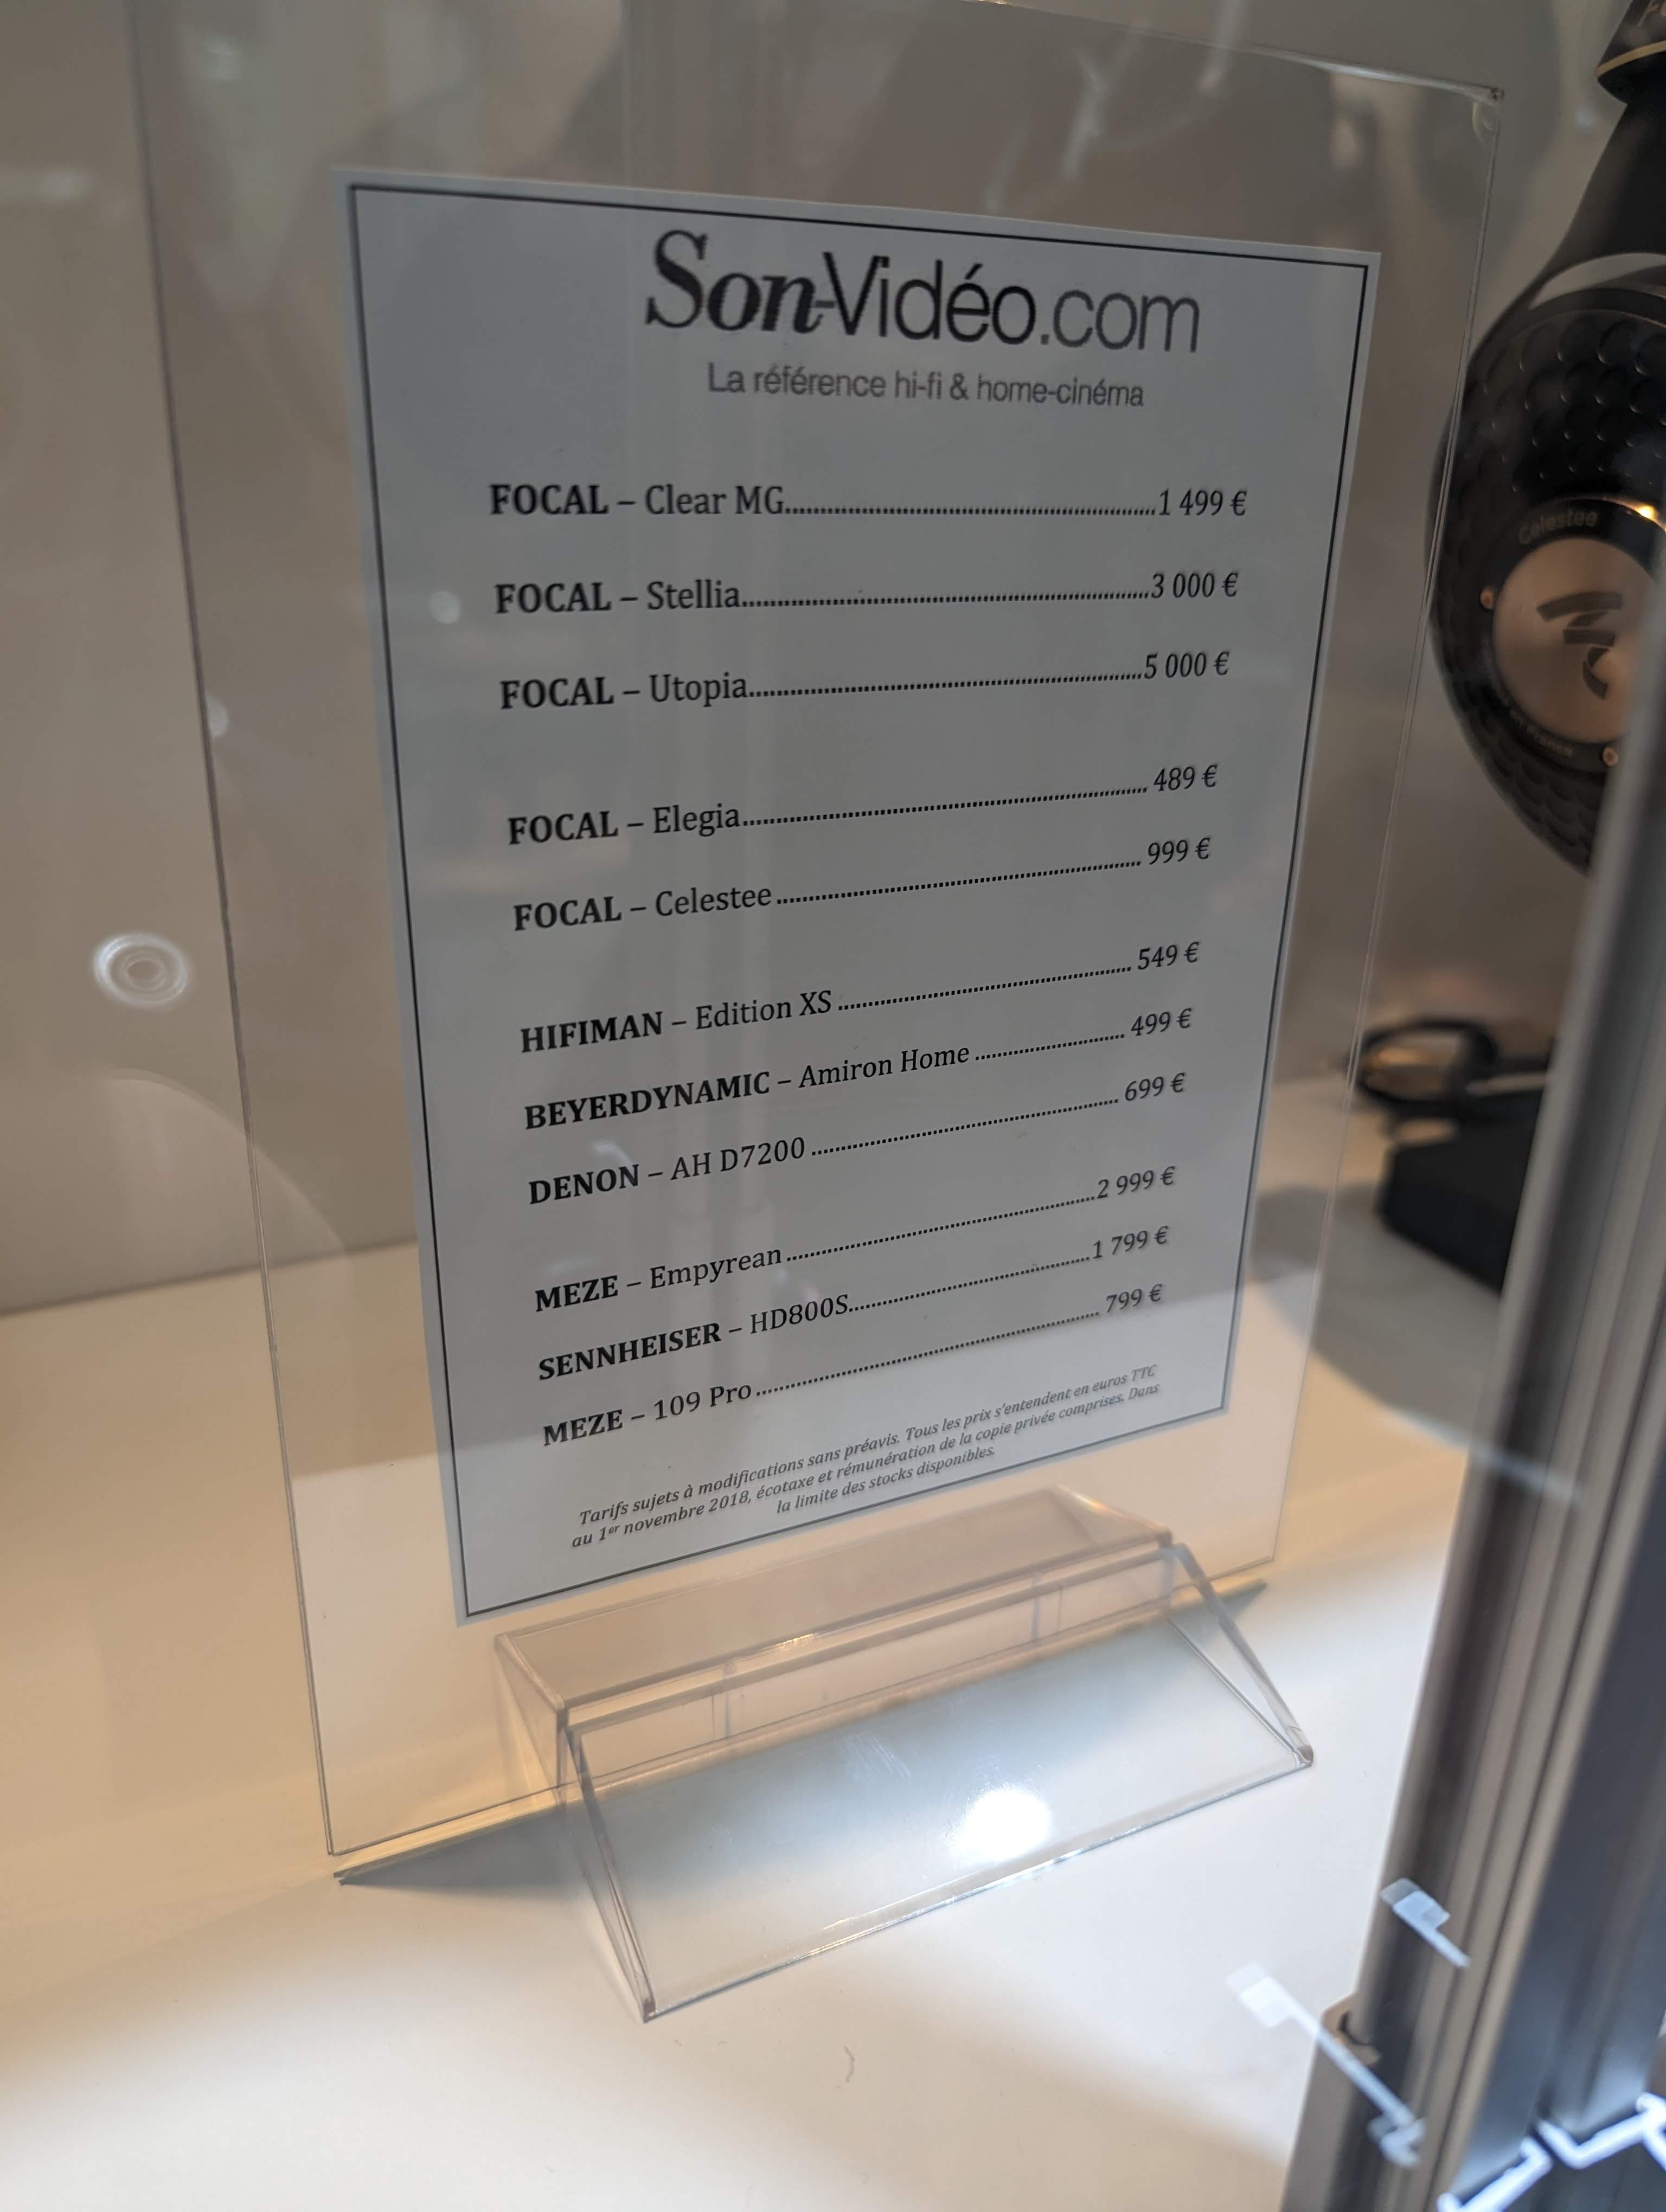 Son-Vidéo.com
La référence hi-fi & home-cinéma
FOCAL – Clear MG....................1 499 €
FOCAL – Stellia....................3 000 €
FOCAL – Utopia....................5 000 €
FOCAL – Elegia.................... 489 €
FOCAL – Celestee.................... 999 €
HIFIMAN – Edition XS .................... 549 €
BEYERDYNAMIC – Amiron Home .................... 499 €
DENON – AH D7200 .................... 699 €
MEZE – Empyrean....................2 999 €
SENNHEISER – HD800S....................1 799 €
MEZE – 109 Pro.................... 799 €
Tarifs sujets à modifications sans préavis. Tous les prix s'entendent en euros TTC
au 1er novembre 2018, écotaxe et rémunération de la copie privée comprises. Dans
la limite des stocks disponibles.
Celestee
en France